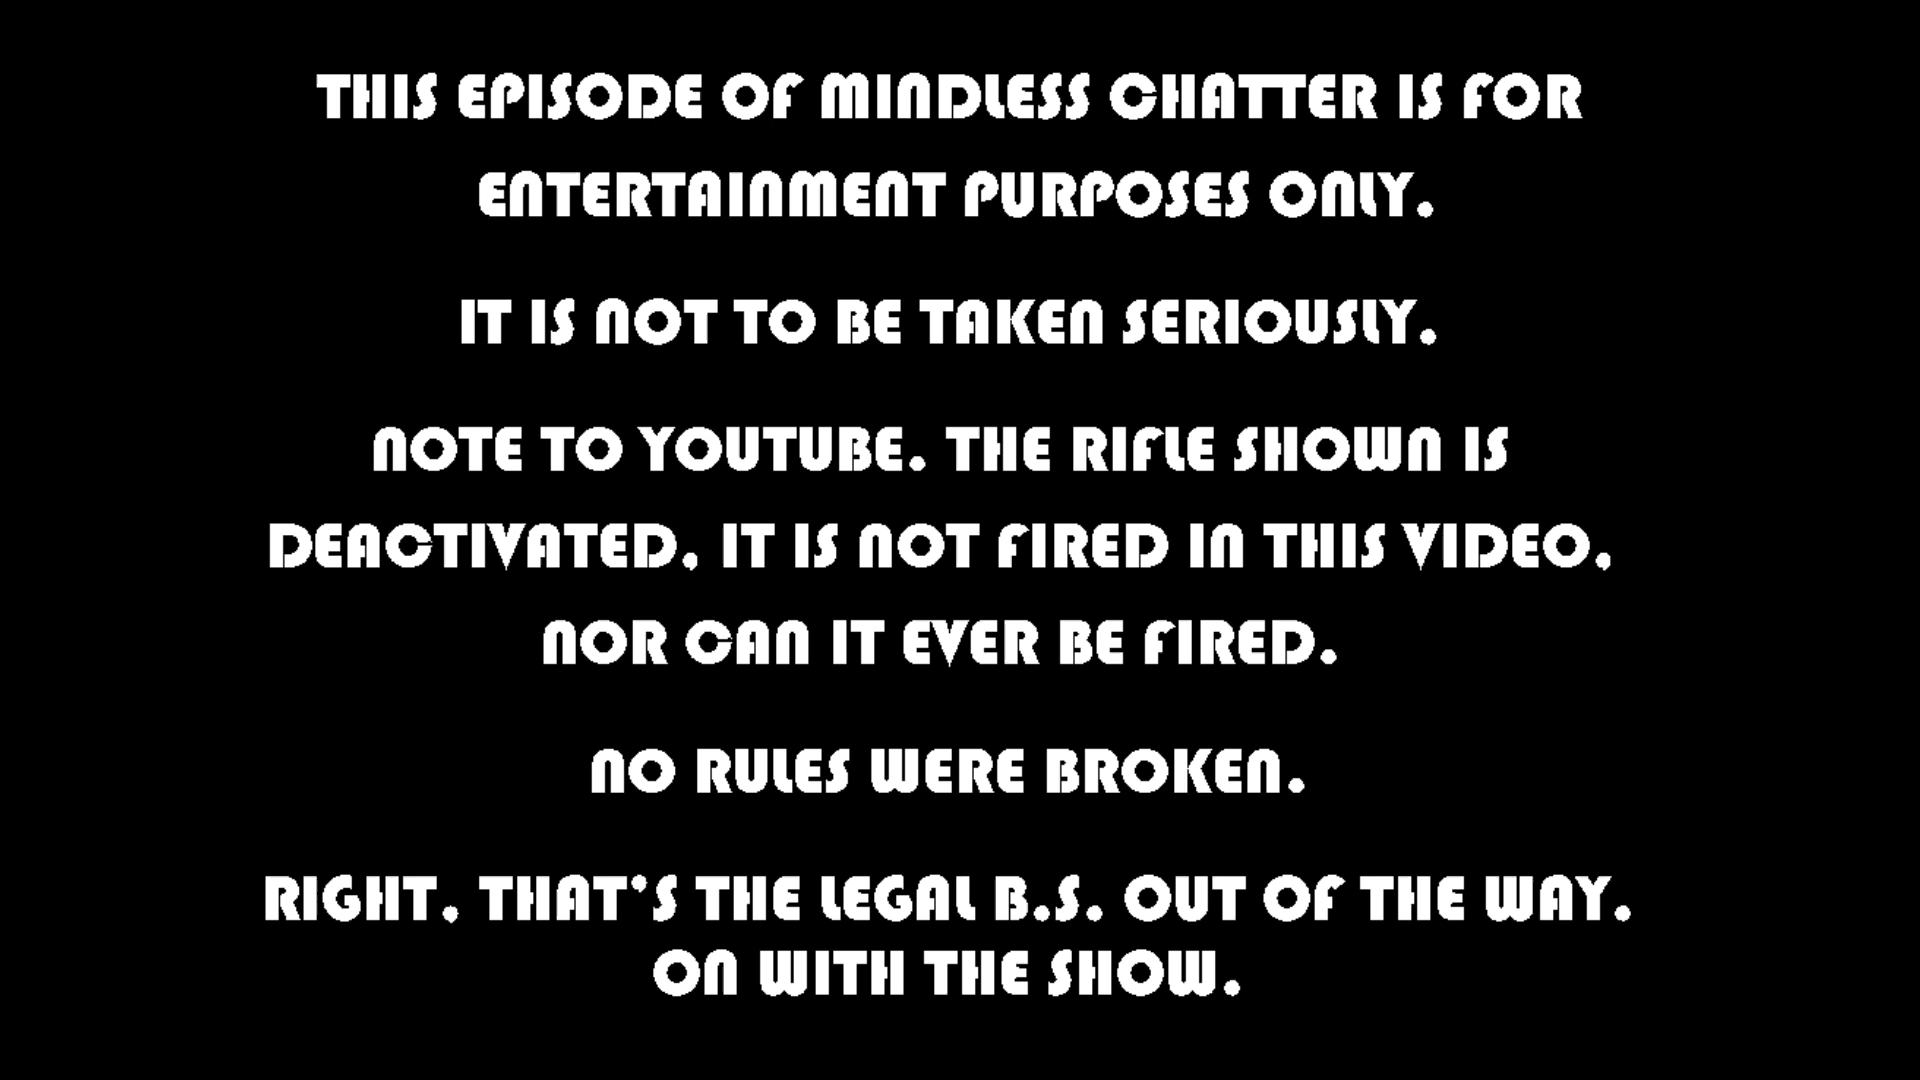 THIS EPISODE OF MINDLESS CHATTER IS FOR
ENTERTAINMENT PURPOSES ONLY.
IT IS NOT TO BE TAKEN SERIOUSLY.
NOTE TO YOUTUBE. THE RIFLE SHOWN IS
DEACTIVATED, IT IS NOT FIRED IN THIS VIDEO,
NOR CAN IT EVER BE FIRED.
NO RULES WERE BROKEN.
RIGHT, THAT'S THE LEGAL B.S. OUT OF THE WAY.
ON WITH THE SHOW.